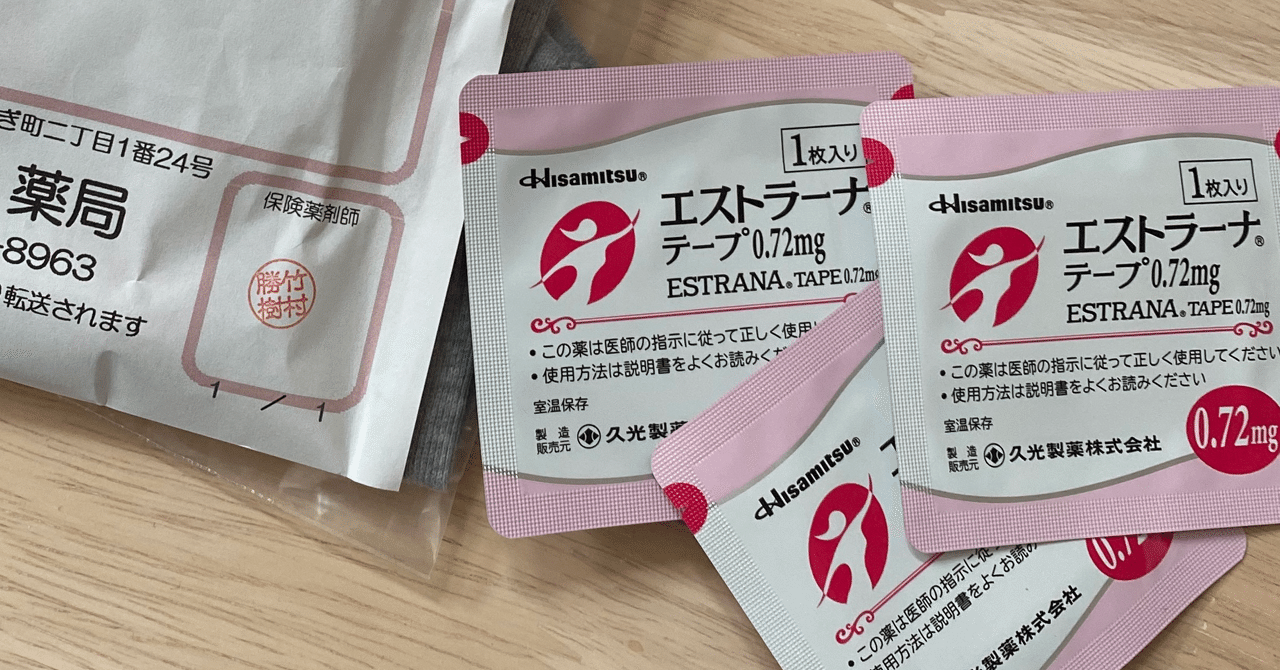 ぎ町二丁目1番24号
薬局
-8963
転送されます
保険薬剤師
竹村
勝樹
1 / 1
1枚入り
Hisamitsu®
エストラーナ®
テープ0.72mg
ESTRANA® TAPE 0.72mg
・この薬は医師の指示に従って正しく使用し
・使用方法は説明書をよくお読みくだ
室温保存
製造
販売元
久光製
1枚入り
Hisamitsu®
エストラーナ®
テープ0.72mg
ESTRANA® TAPE 0.72mg
・この薬は医師の指示に従って正しく使用してください
・使用方法は説明書をよくお読みください
室温保存
製造
販売元
久光製薬株式会社
0.72mg
Hisamitsu®
エ
・この薬は医師の指示に従
・使用方法は説明書をよくお読み
久光製薬株式会社
0.72